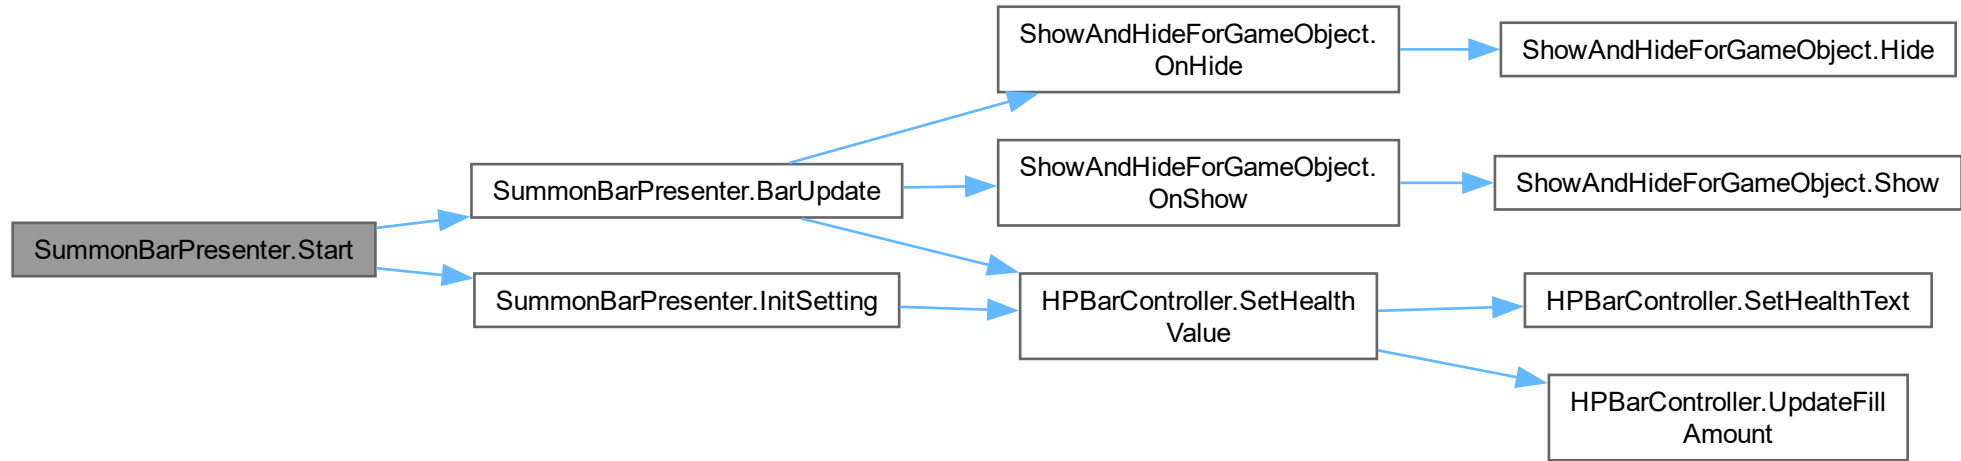 SummonBarPresenter.Start
SummonBarPresenter.BarUpdate
SummonBarPresenter.InitSetting
ShowAndHideForGameObject.
OnHide
ShowAndHideForGameObject.
OnShow
HPBarController.SetHealth
Value
ShowAndHideForGameObject.Hide
ShowAndHideForGameObject.Show
HPBarController.SetHealthText
HPBarController.UpdateFill
Amount